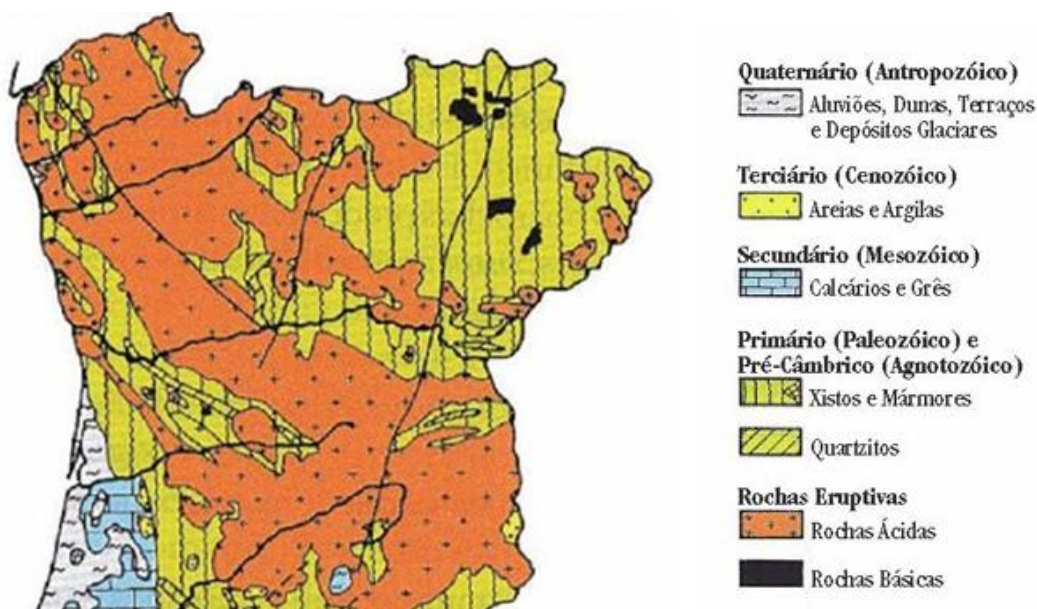 Quaternário (Antropozóico)
Aluviões, Dunas, Terraços
e Depósitos Glaciares
Terciário (Cenozóico)
Areias e Argilas
Secundário (Mesozóico)
Calcários e Grês
Primário (Paleozóico) e
Pré-Câmbrico (Agnotozóico)
Xistos e Mármores
Quartzitos
Rochas Eruptivas
Rochas Ácidas
Rochas Básicas